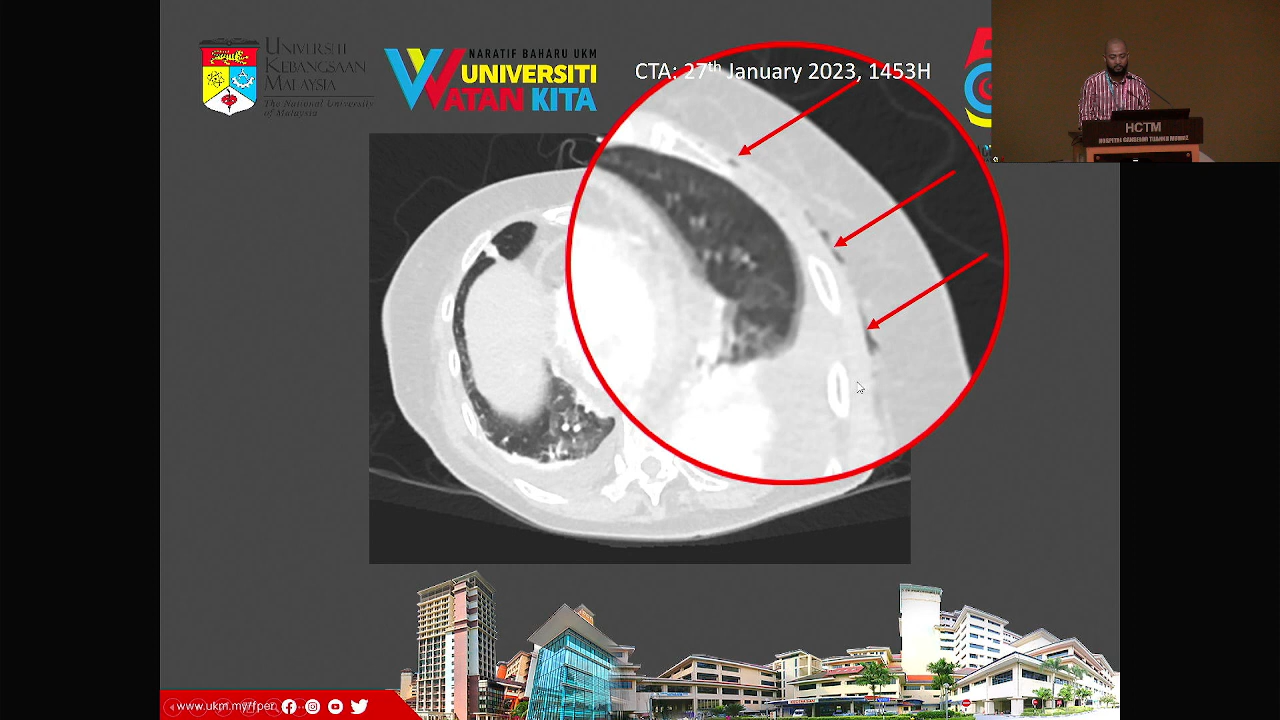 UNIVERSITI
KEBANGSAAN
MALAYSIA
The National University
of Malaysia
NARATIF BAHARU UKM
UNIVERSITI
WATAN KITA
CTA: 27th January 2023, 1453H
HCTM
HOSPITAL CANSELOR TUANKU MUHRIZ
www.ukm.my/fper